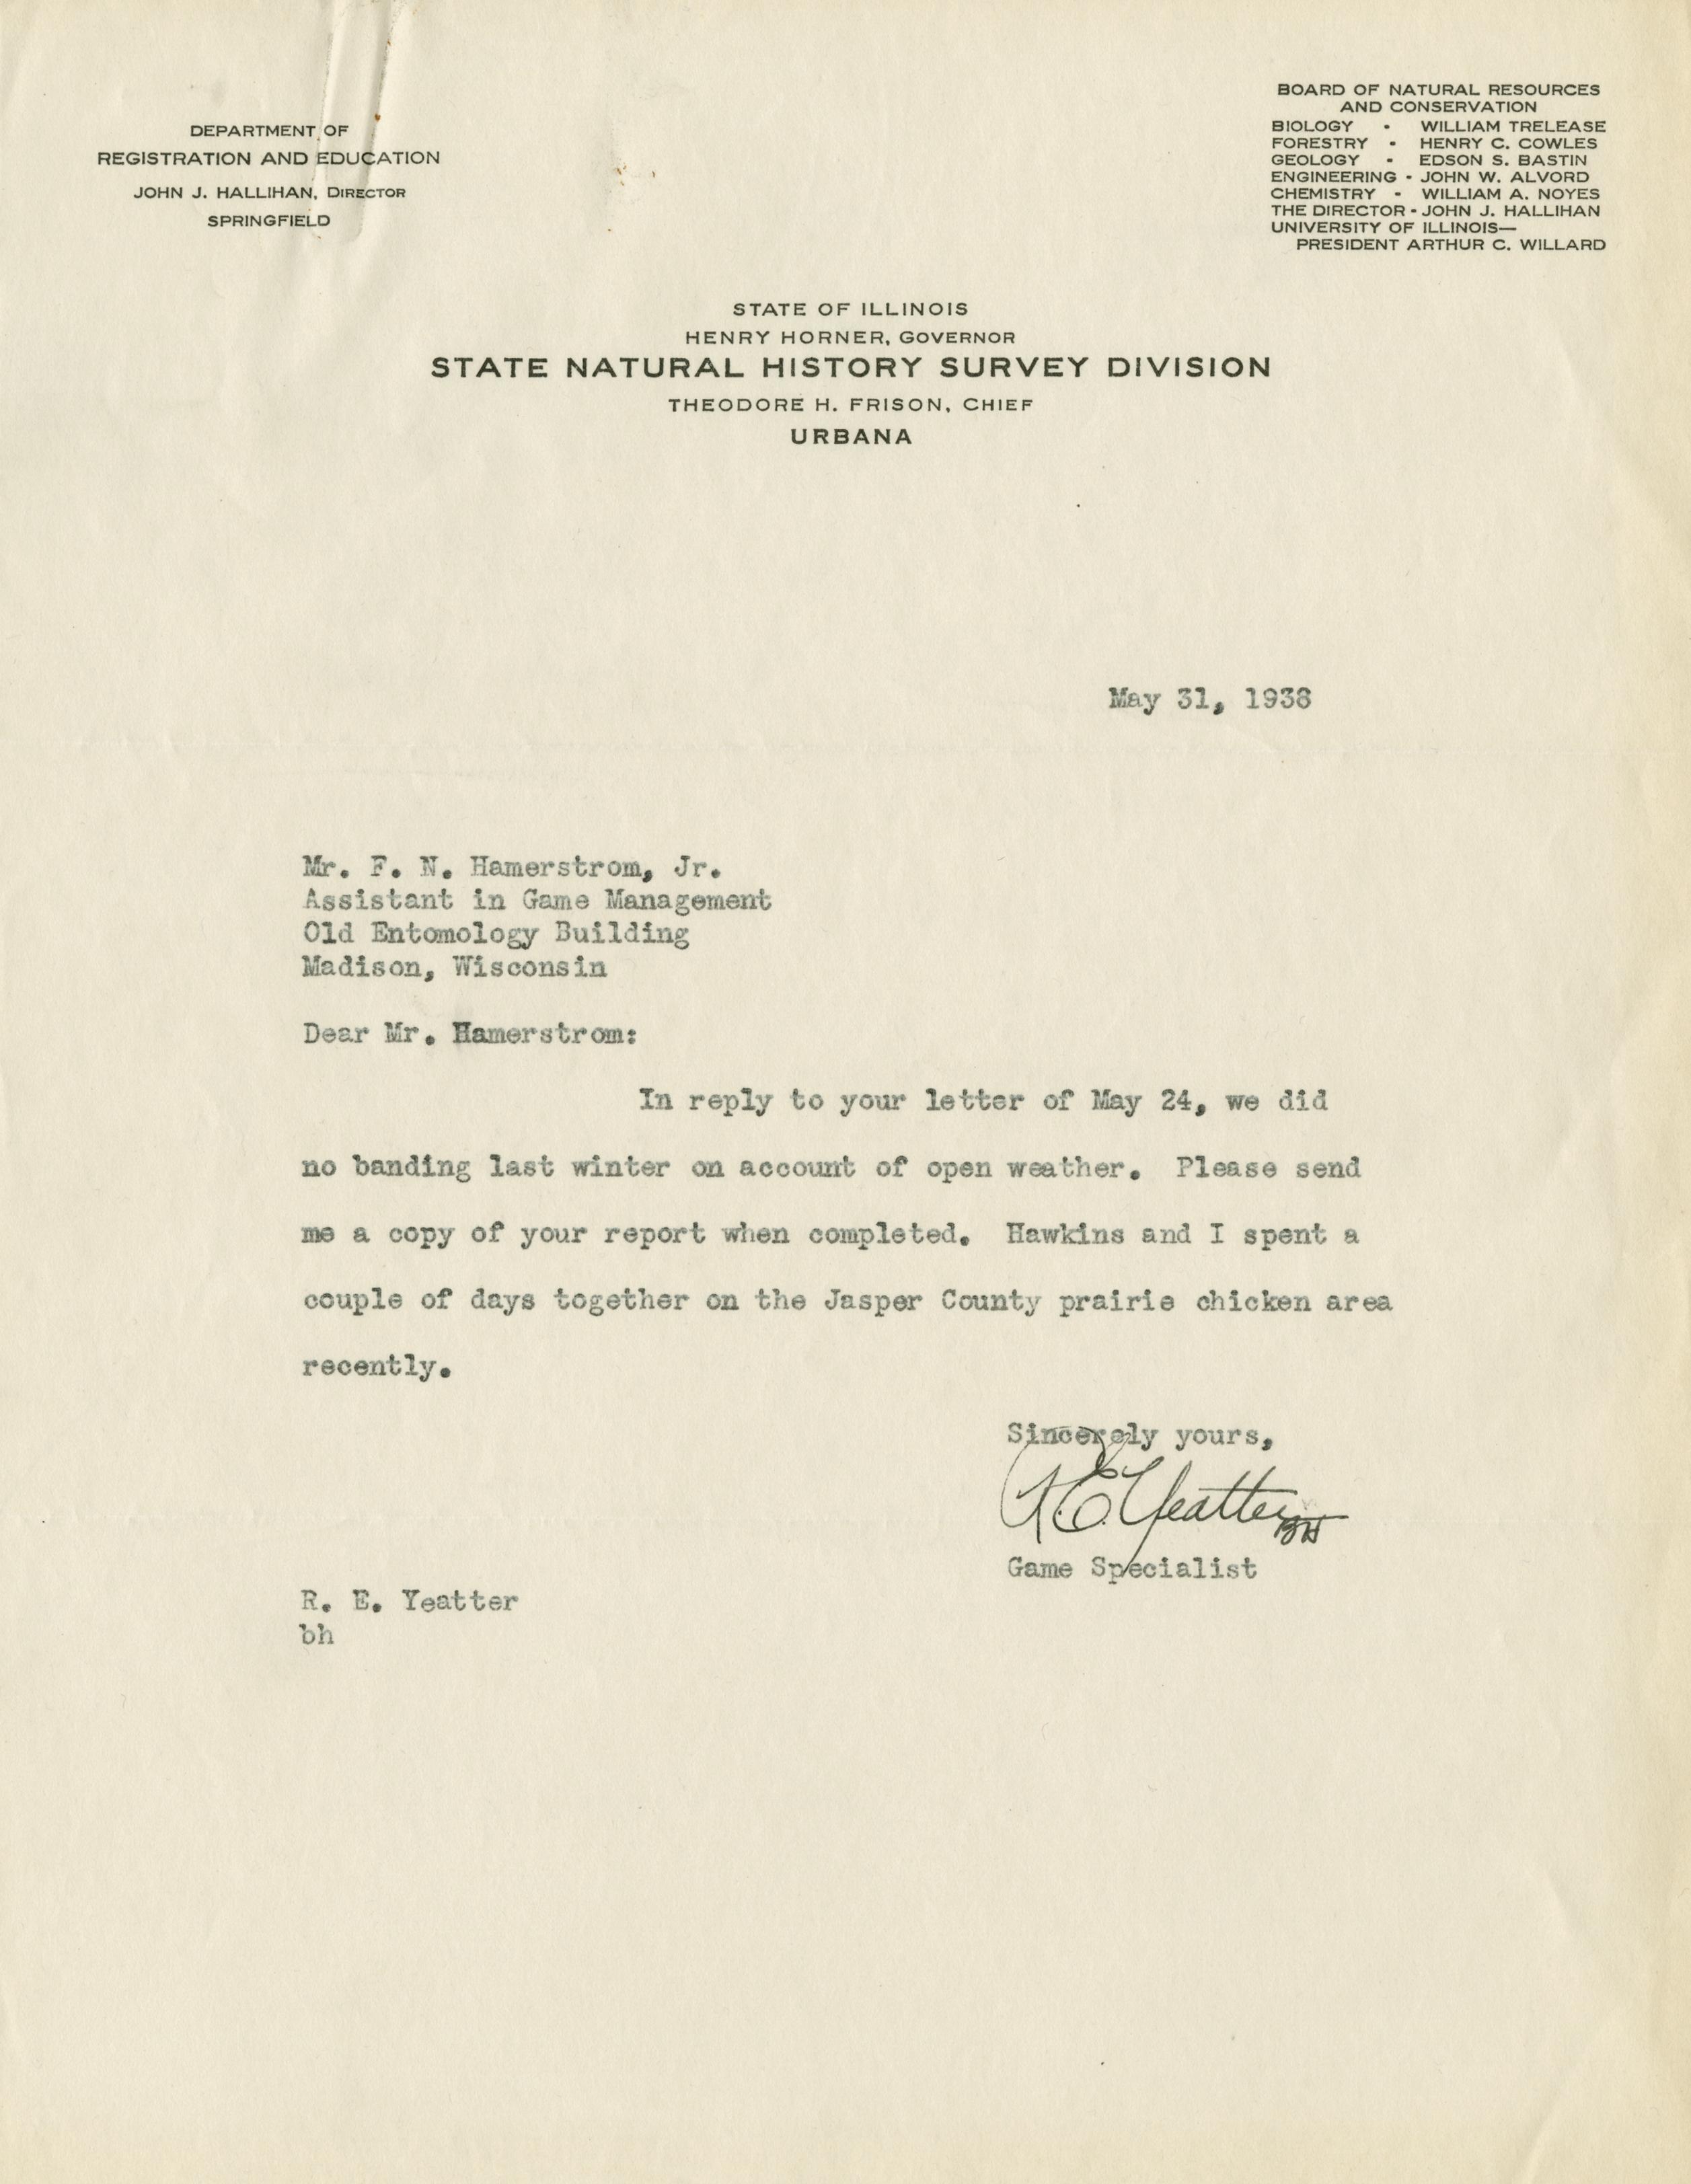 DEPARTMENT OF
REGISTRATION AND EDUCATION
JOHN J. HALLIHAN, DIRECTOR
SPRINGFIELD
BOARD OF NATURAL RESOURCES
AND CONSERVATION
BIOLOGY - WILLIAM TRELEASE
FORESTRY - HENRY C. COWLES
GEOLOGY - EDSON S. BASTIN
ENGINEERING - JOHN W. ALVORD
CHEMISTRY - WILLIAM A. NOYES
THE DIRECTOR - JOHN J. HALLIHAN
UNIVERSITY OF ILLINOIS—
PRESIDENT ARTHUR C. WILLARD
STATE OF ILLINOIS
HENRY HORNER, GOVERNOR
STATE NATURAL HISTORY SURVEY DIVISION
THEODORE H. FRISON, CHIEF
URBANA
May 31, 1938
Mr. F. N. Hamerstrom, Jr.
Assistant in Game Management
Old Entomology Building
Madison, Wisconsin
Dear Mr. Hamerstrom:
In reply to your letter of May 24, we did
no banding last winter on account of open weather. Please send
me a copy of your report when completed. Hawkins and I spent a
couple of days together on the Jasper County prairie chicken area
recently.
Sincerely yours,
R. E. Yeatter BH
Game Specialist
R. E. Yeatter
bh